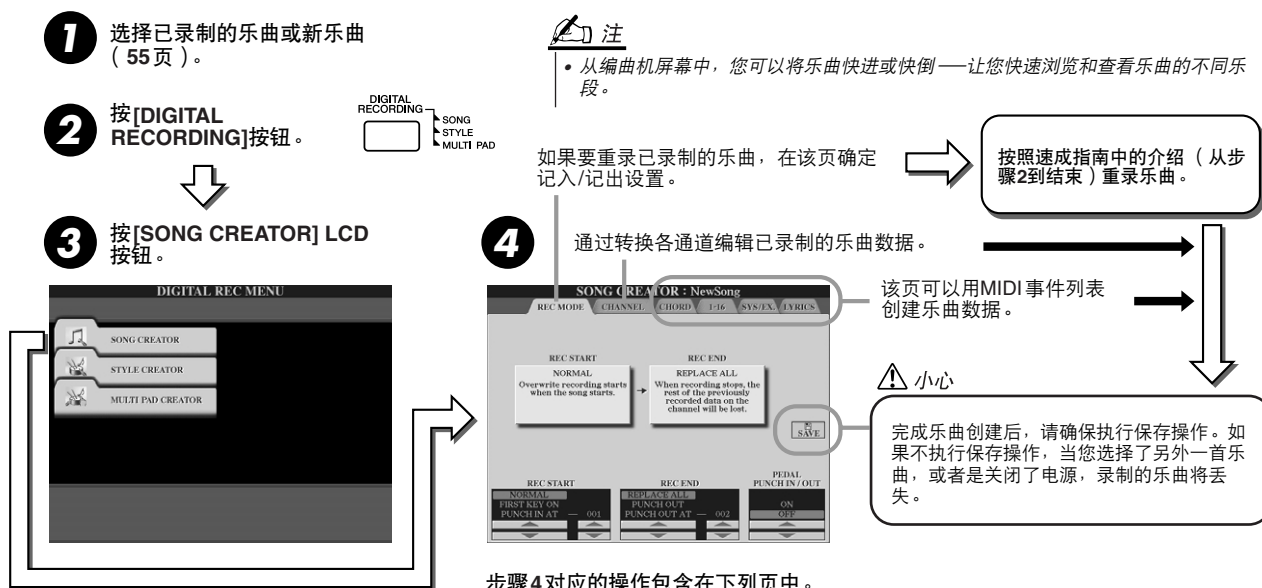 1 选择已录制的乐曲或新乐曲
（55页）。
2 按[DIGITAL
RECORDING]按钮。
DIGITAL
RECORDING
SONG
STYLE
MULTI PAD
3 按[SONG CREATOR] LCD
按钮。
DIGITAL REC MENU
SONG CREATOR
STYLE CREATOR
MULTI PAD CREATOR
注
• 从编曲机屏幕中，您可以将乐曲快进或快倒──让您快速浏览和查看乐曲的不同乐
段。
如果要重录已录制的乐曲，在该页确定
记入/记出设置。
按照速成指南中的介绍（从步
骤2到结束）重录乐曲。
4 通过转换各通道编辑已录制的乐曲数据。
该页可以用MIDI事件列表
创建乐曲数据。
SONG CREATOR : NewSong
REC MODE CHANNEL CHORD 1-16 SYS/EX. LYRICS
REC START
NORMAL
Overwrite recording starts
when the song starts.
REC END
REPLACE ALL
When recording stops, the
rest of the previously
recorded data on the
channel will be lost.
SAVE
REC START
NORMAL
FIRST KEY ON
PUNCH IN AT — 001
REC END
REPLACE ALL
PUNCH OUT
PUNCH OUT AT — 002
PEDAL
PUNCH IN / OUT
ON
OFF
小心
完成乐曲创建后，请确保执行保存操作。如
果不执行保存操作，当您选择了另外一首乐
曲，或者是关闭了电源，录制的乐曲将丢
失。
步骤4对应的操作包含在下列页中。